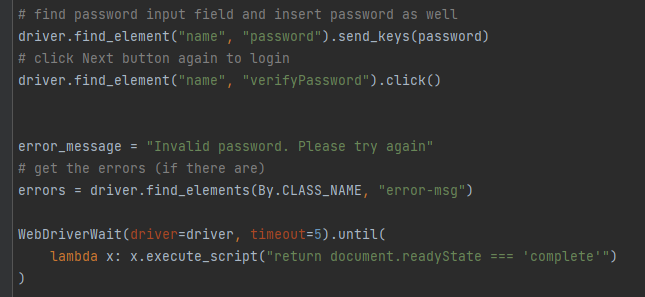 # find password input field and insert password as well
driver.find_element("name", "password").send_keys(password)
# click Next button again to login
driver.find_element("name", "verifyPassword").click()
error_message = "Invalid password. Please try again"
# get the errors (if there are)
errors = driver.find_elements(By.CLASS_NAME, "error-msg")
WebDriverWait(driver=driver, timeout=5).until(
    lambda x: x.execute_script("return document.readyState === 'complete'")
)